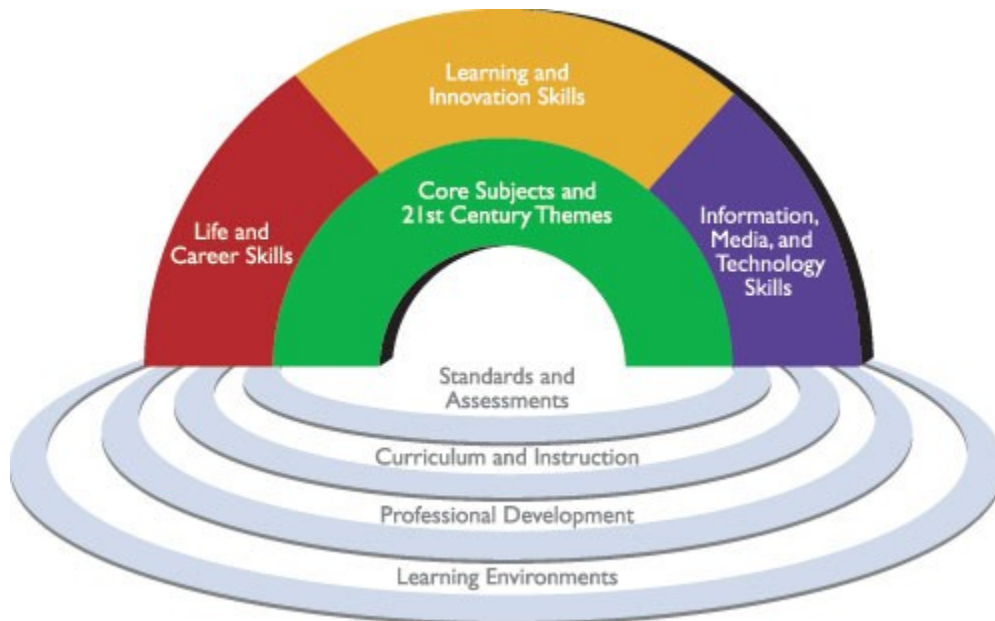 Learning and
Innovation Skills
Core Subjects and
21st Century Themes
Life and
Career Skills
Information,
Media, and
Technology
Skills
Standards and
Assessments
Curriculum and Instruction
Professional Development
Learning Environments